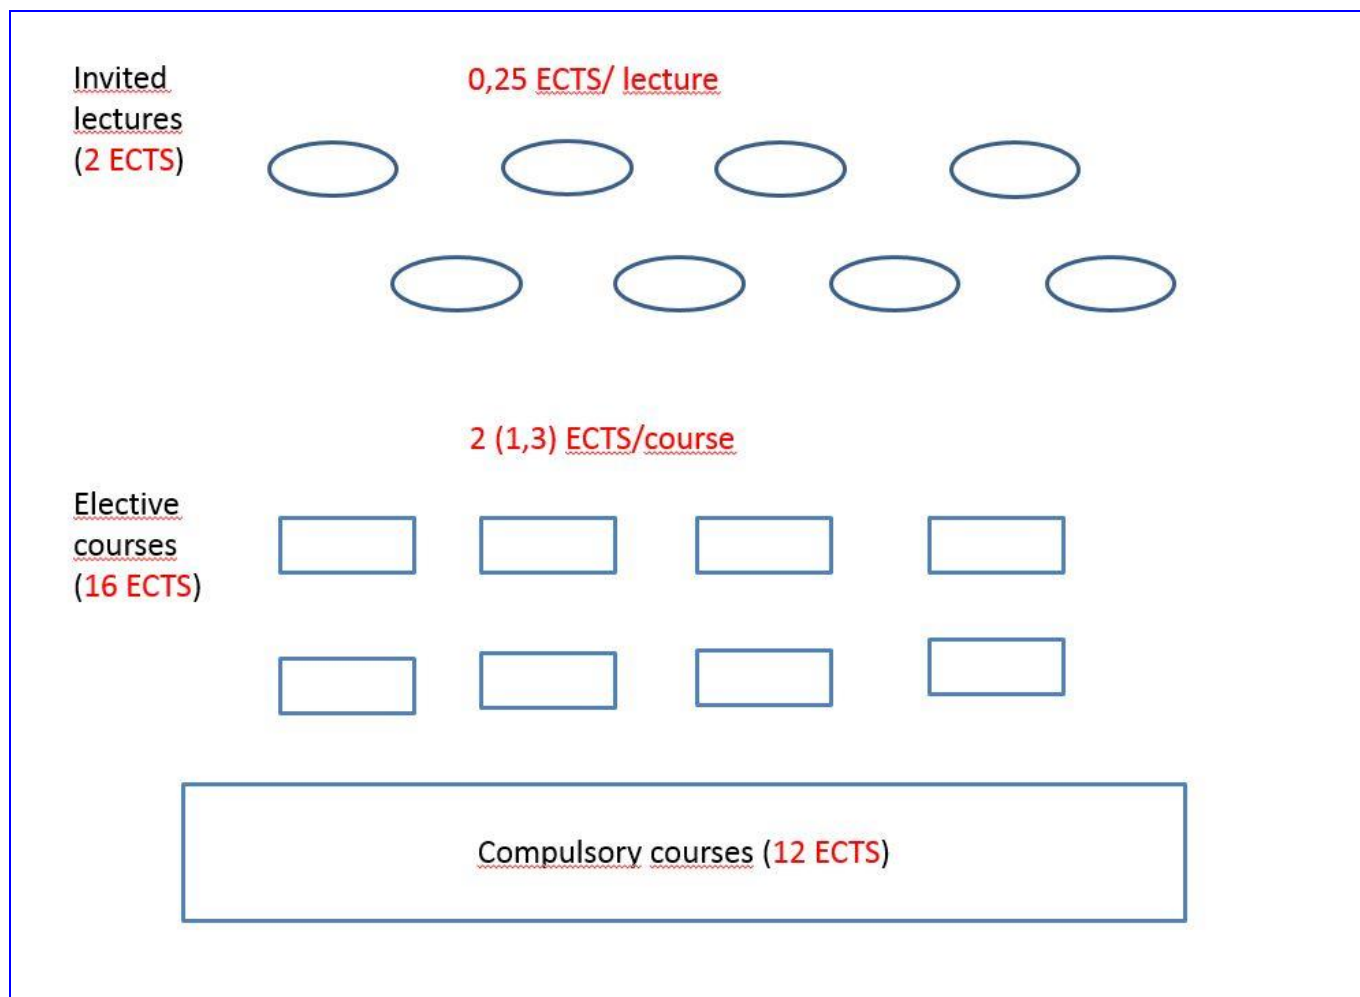 Invited
lectures
(2 ECTS)
0,25 ECTS/ lecture
2 (1,3) ECTS/course
Elective
courses
(16 ECTS)
Compulsory courses (12 ECTS)